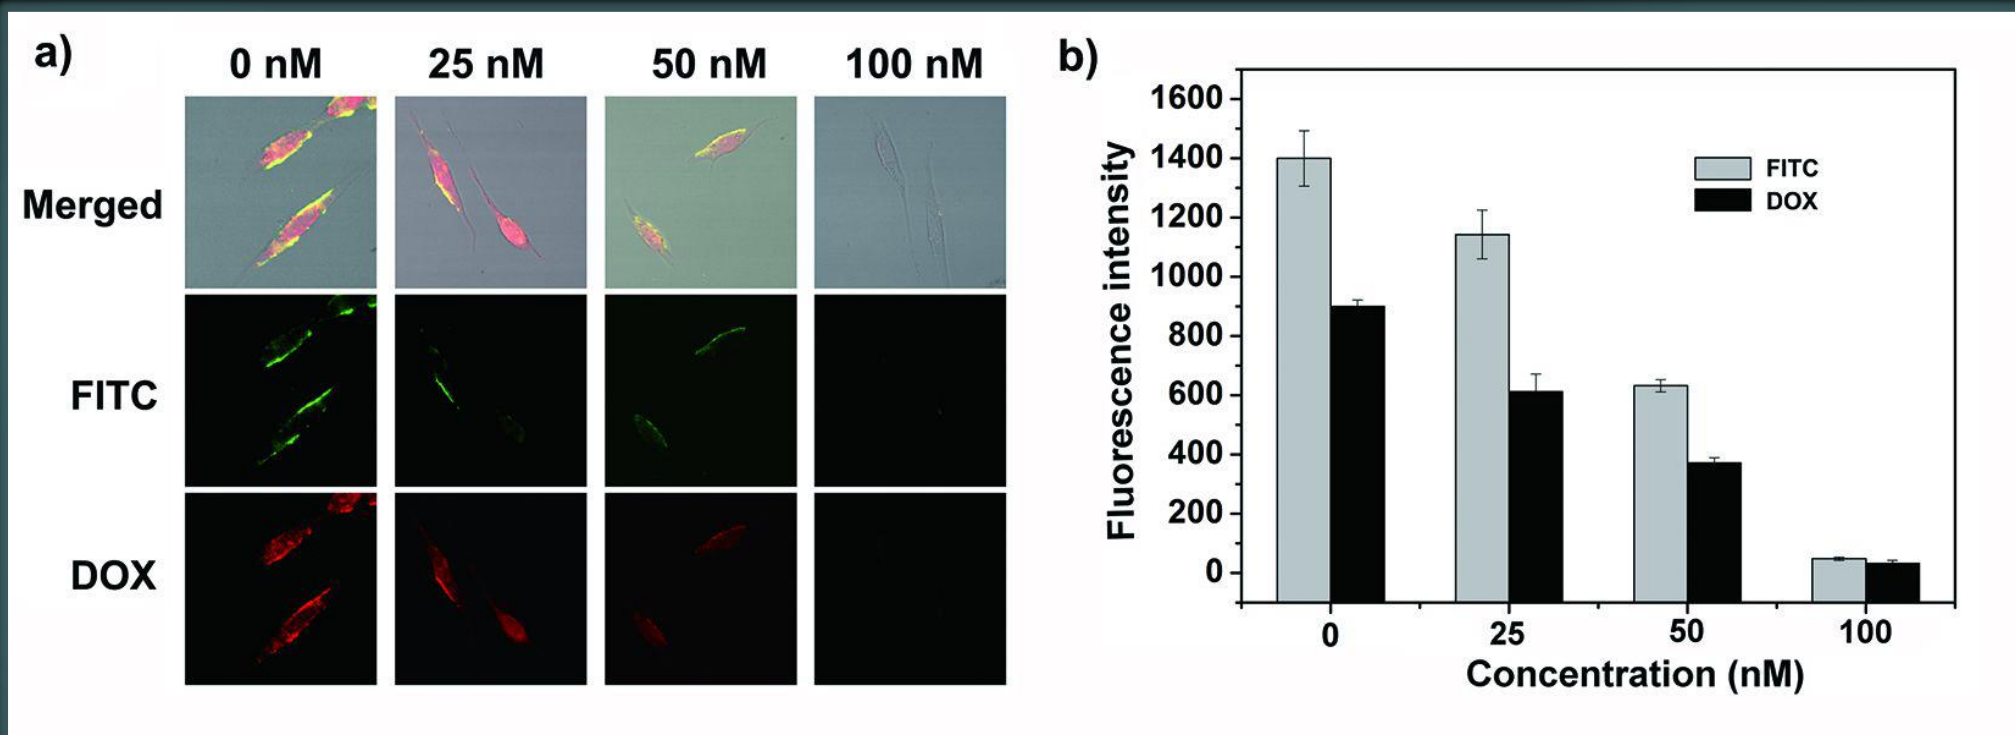 a)
0 nM 25 nM 50 nM 100 nM
Merged
FITC
DOX
b)
1600
1400
1200
1000
800
600
400
200
0
Fluorescence intensity
FITC
DOX
0 25 50 100
Concentration (nM)